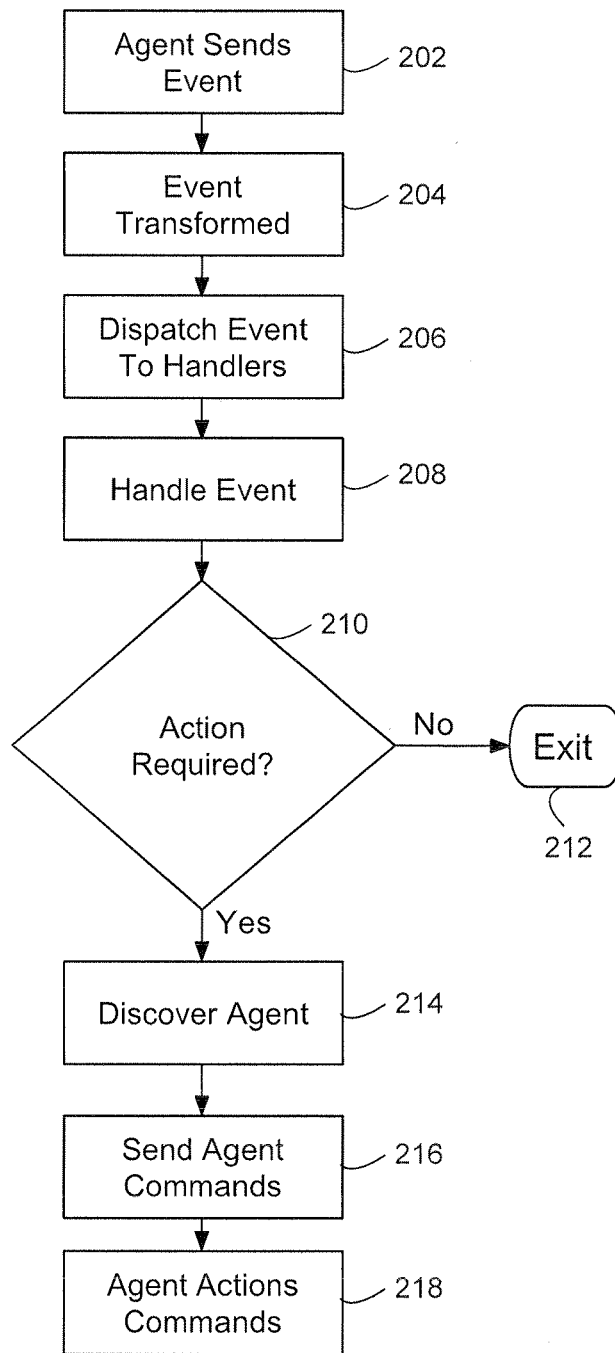 Agent Sends
Event
202
Event
Transformed
204
Dispatch Event
To Handlers
206
Handle Event
208
210
Action
Required?
No
Exit
212
Yes
Discover Agent
214
Send Agent
Commands
216
Agent Actions
Commands
218